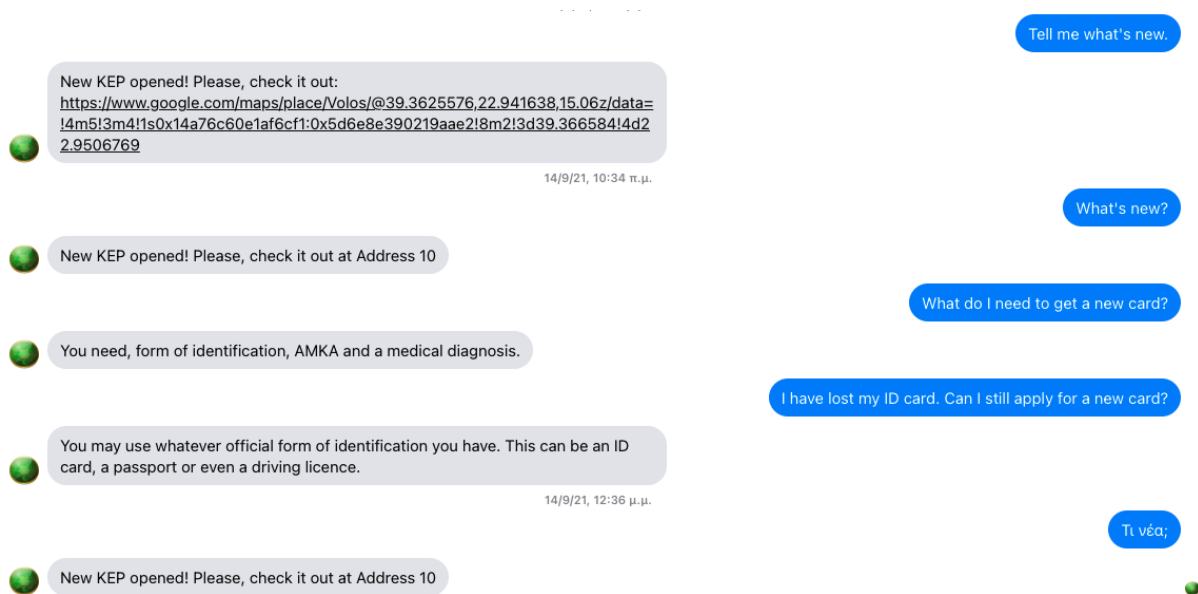 Tell me what's new.
New KEP opened! Please, check it out:
https://www.google.com/maps/place/Volos/@39.3625576,22.941638,15.06z/data=
!4m5!3m4!1s0x14a76c60e1af6cf1:0x5d6e8e390219aae2!8m2!3d39.366584!4d2
2.9506769
14/9/21, 10:34 π.μ.
What's new?
New KEP opened! Please, check it out at Address 10
What do I need to get a new card?
You need, form of identification, AMKA and a medical diagnosis.
I have lost my ID card. Can I still apply for a new card?
You may use whatever official form of identification you have. This can be an ID
card, a passport or even a driving licence.
14/9/21, 12:36 μ.μ.
Τι νέα;
New KEP opened! Please, check it out at Address 10